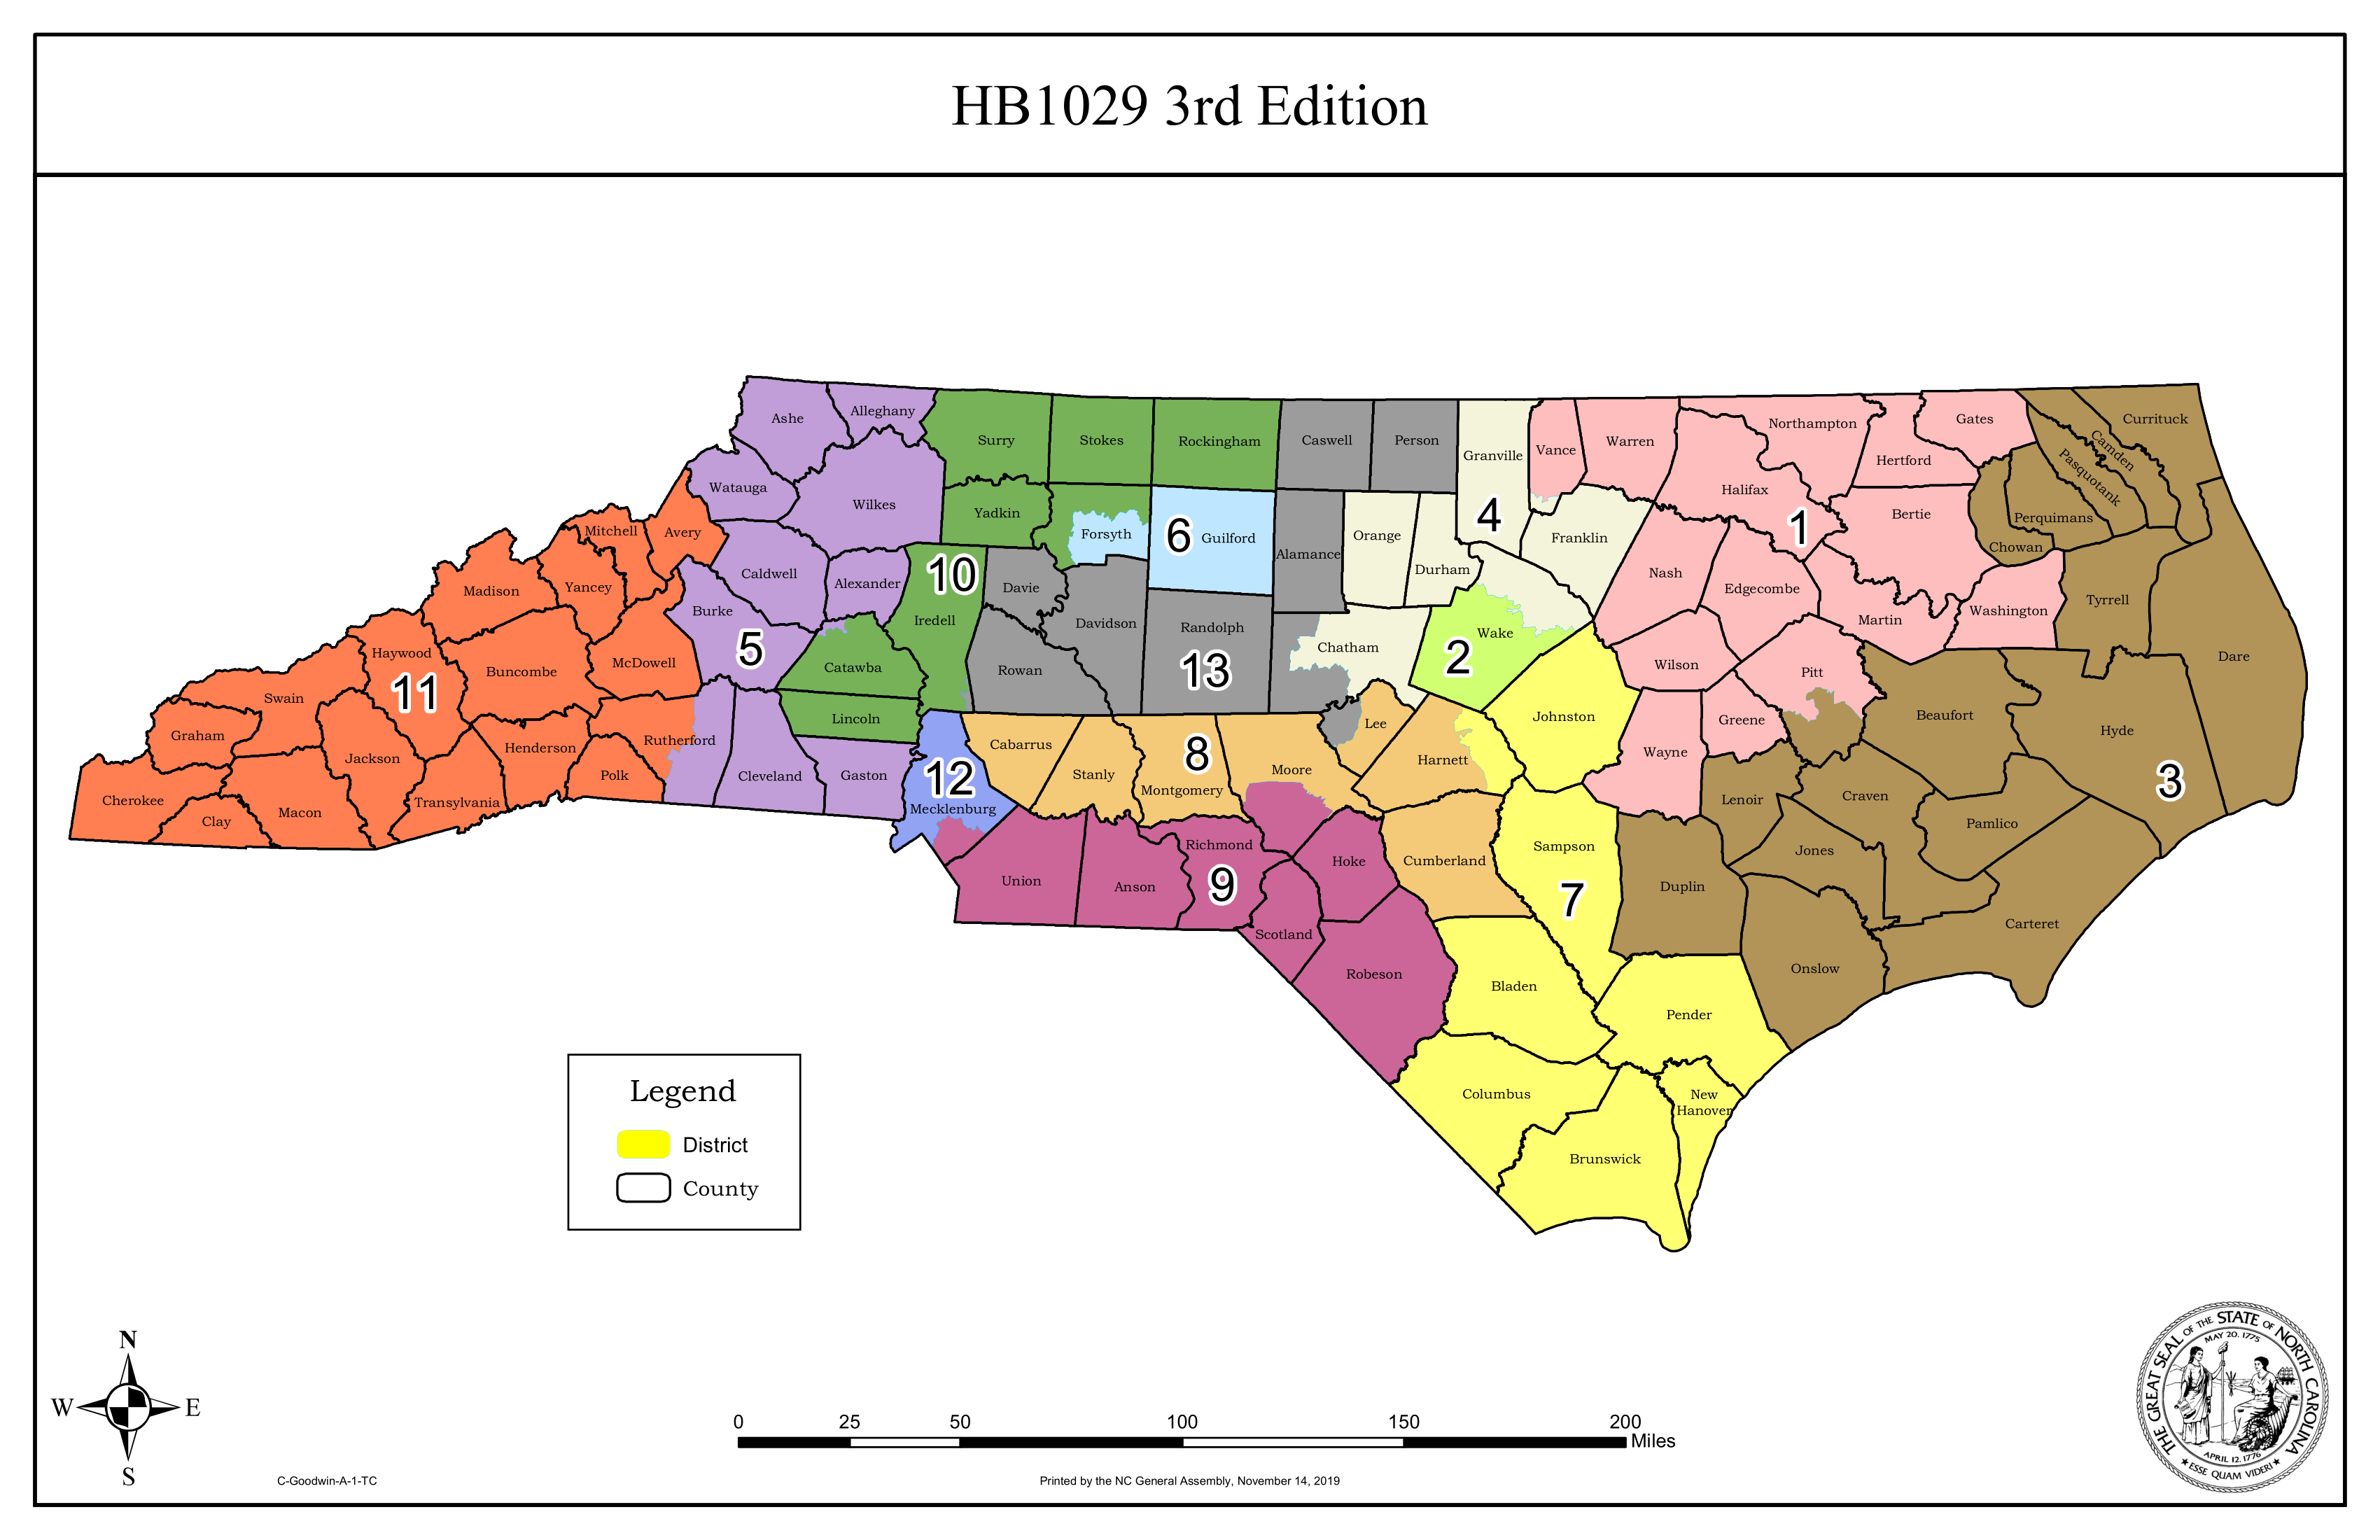 HB1029 3rd Edition
Ashe
Alleghany
Surry
Stokes
Rockingham
Caswell
Person
Granville
Vance
Warren
Northampton
Gates
Currituck
Camden
Pasquotank
Hertford
Halifax
Watauga
Wilkes
Yadkin
Forsyth
6
Guilford
Alamance
Orange
Durham
4
Franklin
1
Bertie
Perquimans
Chowan
Mitchell
Avery
Madison
Yancey
Caldwell
Alexander
10
Iredell
Davie
Davidson
Randolph
13
Chatham
Wake
2
Nash
Edgecombe
Martin
Washington
Tyrrell
Dare
Burke
5
Catawba
Rowan
Wilson
Pitt
Haywood
11
Buncombe
McDowell
Swain
Graham
Jackson
Henderson
Rutherford
Polk
Lincoln
Cleveland
Gaston
12
Mecklenburg
Cabarrus
Stanly
8
Montgomery
Moore
Lee
Harnett
Johnston
Wayne
Greene
Beaufort
Hyde
3
Cherokee
Clay
Macon
Transylvania
Union
Anson
Richmond
9
Hoke
Scotland
Cumberland
Sampson
7
Duplin
Lenoir
Craven
Jones
Pamlico
Carteret
Onslow
Robeson
Bladen
Pender
Columbus
New
Hanover
Brunswick
Legend
District
County
N
W
E
S
0 25 50 100 150 200
Miles
C-Goodwin-A-1-TC
Printed by the NC General Assembly, November 14, 2019
THE GREAT SEAL OF THE STATE OF NORTH CAROLINA
MAY 20, 1775
APRIL 12, 1776
ESSE QUAM VIDERI